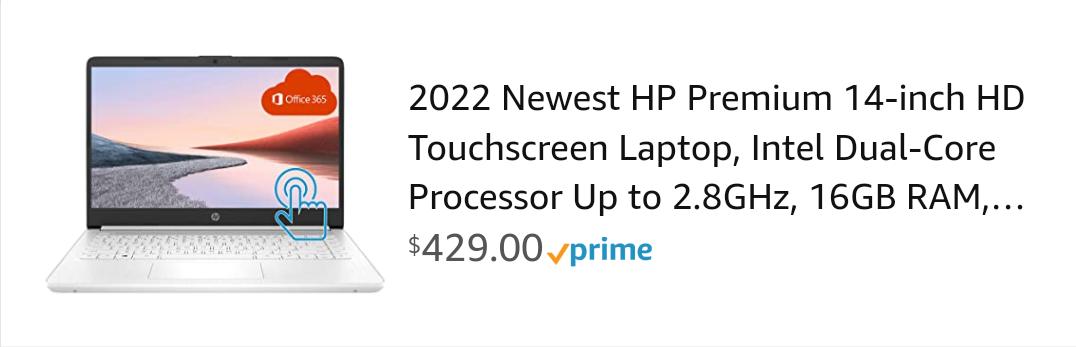 Office 365
hp
2022 Newest HP Premium 14-inch HD
Touchscreen Laptop, Intel Dual-Core
Processor Up to 2.8GHz, 16GB RAM,...
$429.00 prime